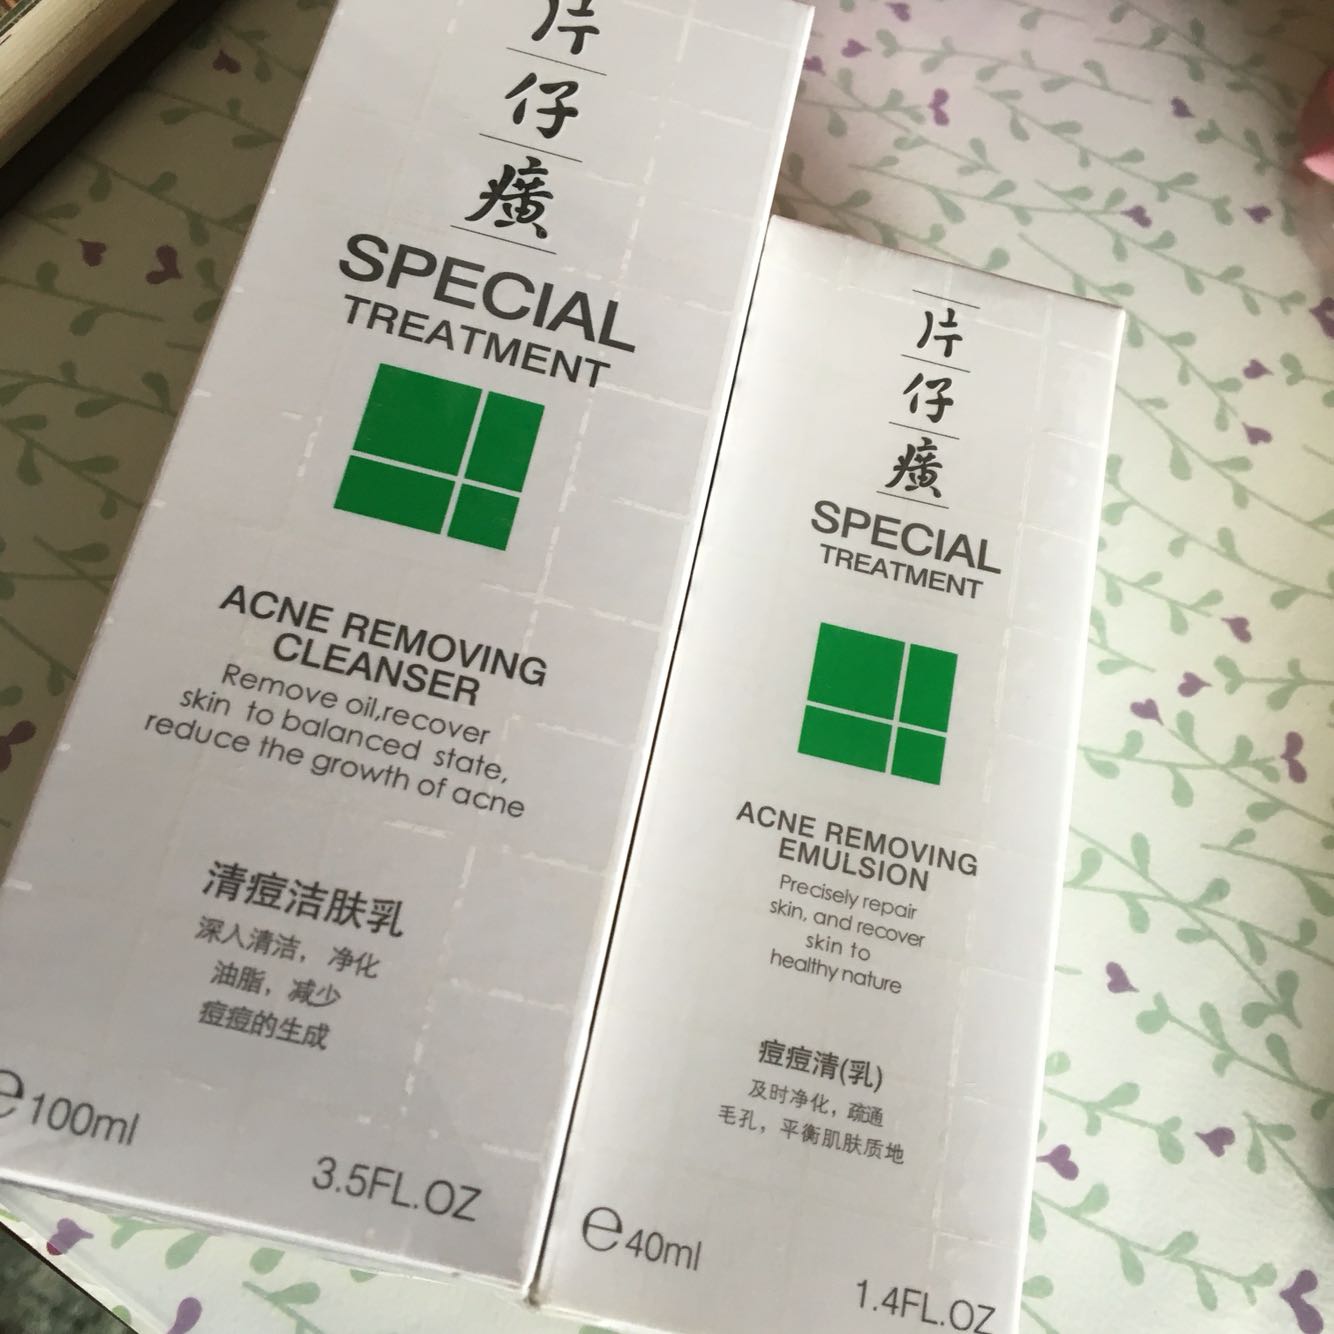 片
仔
癀
SPECIAL
TREATMENT
ACNE REMOVING
CLEANSER
Remove oil,recover
skin to balanced state,
reduce the growth of acne
清痘洁肤乳
深入清洁，净化
油脂，减少
痘痘的生成
e100ml
3.5FL.OZ
片
仔
癀
SPECIAL
TREATMENT
ACNE REMOVING
EMULSION
Precisely repair
skin, and recover
skin to
healthy nature
痘痘清(乳)
及时净化，疏通
毛孔，平衡肌肤质地
e40ml
1.4FL.OZ